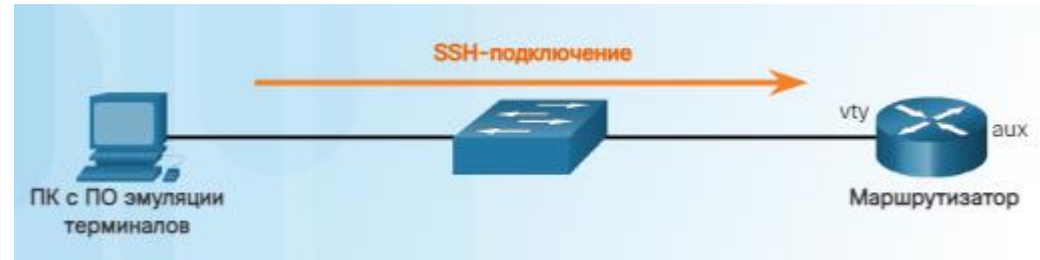 SSH-подключение
vty
aux
ПК с ПО эмуляции
терминалов
Маршрутизатор